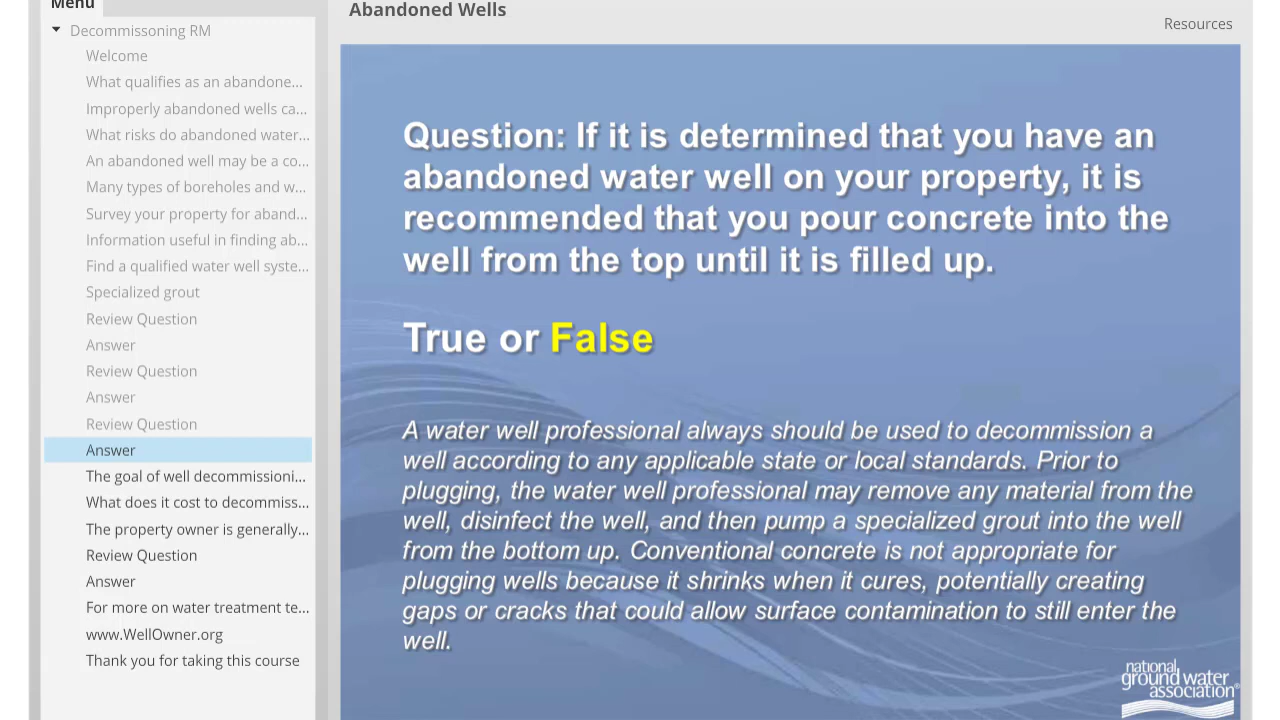 Menu
Abandoned Wells
Resources
Decommissoning RM
Welcome
What qualifies as an abandone...
Improperly abandoned wells ca...
What risks do abandoned water...
An abandoned well may be a co...
Many types of boreholes and w...
Survey your property for aband...
Information useful in finding ab...
Find a qualified water well syste...
Specialized grout
Review Question
Answer
Review Question
Answer
Review Question
Answer
The goal of well decommissioni...
What does it cost to decommiss...
The property owner is generally...
Review Question
Answer
For more on water treatment te...
www.WellOwner.org
Thank you for taking this course
Question: If it is determined that you have an
abandoned water well on your property, it is
recommended that you pour concrete into the
well from the top until it is filled up.
True or False
A water well professional always should be used to decommission a
well according to any applicable state or local standards. Prior to
plugging, the water well professional may remove any material from the
well, disinfect the well, and then pump a specialized grout into the well
from the bottom up. Conventional concrete is not appropriate for
plugging wells because it shrinks when it cures, potentially creating
gaps or cracks that could allow surface contamination to still enter the
well.
national
ground water
association®